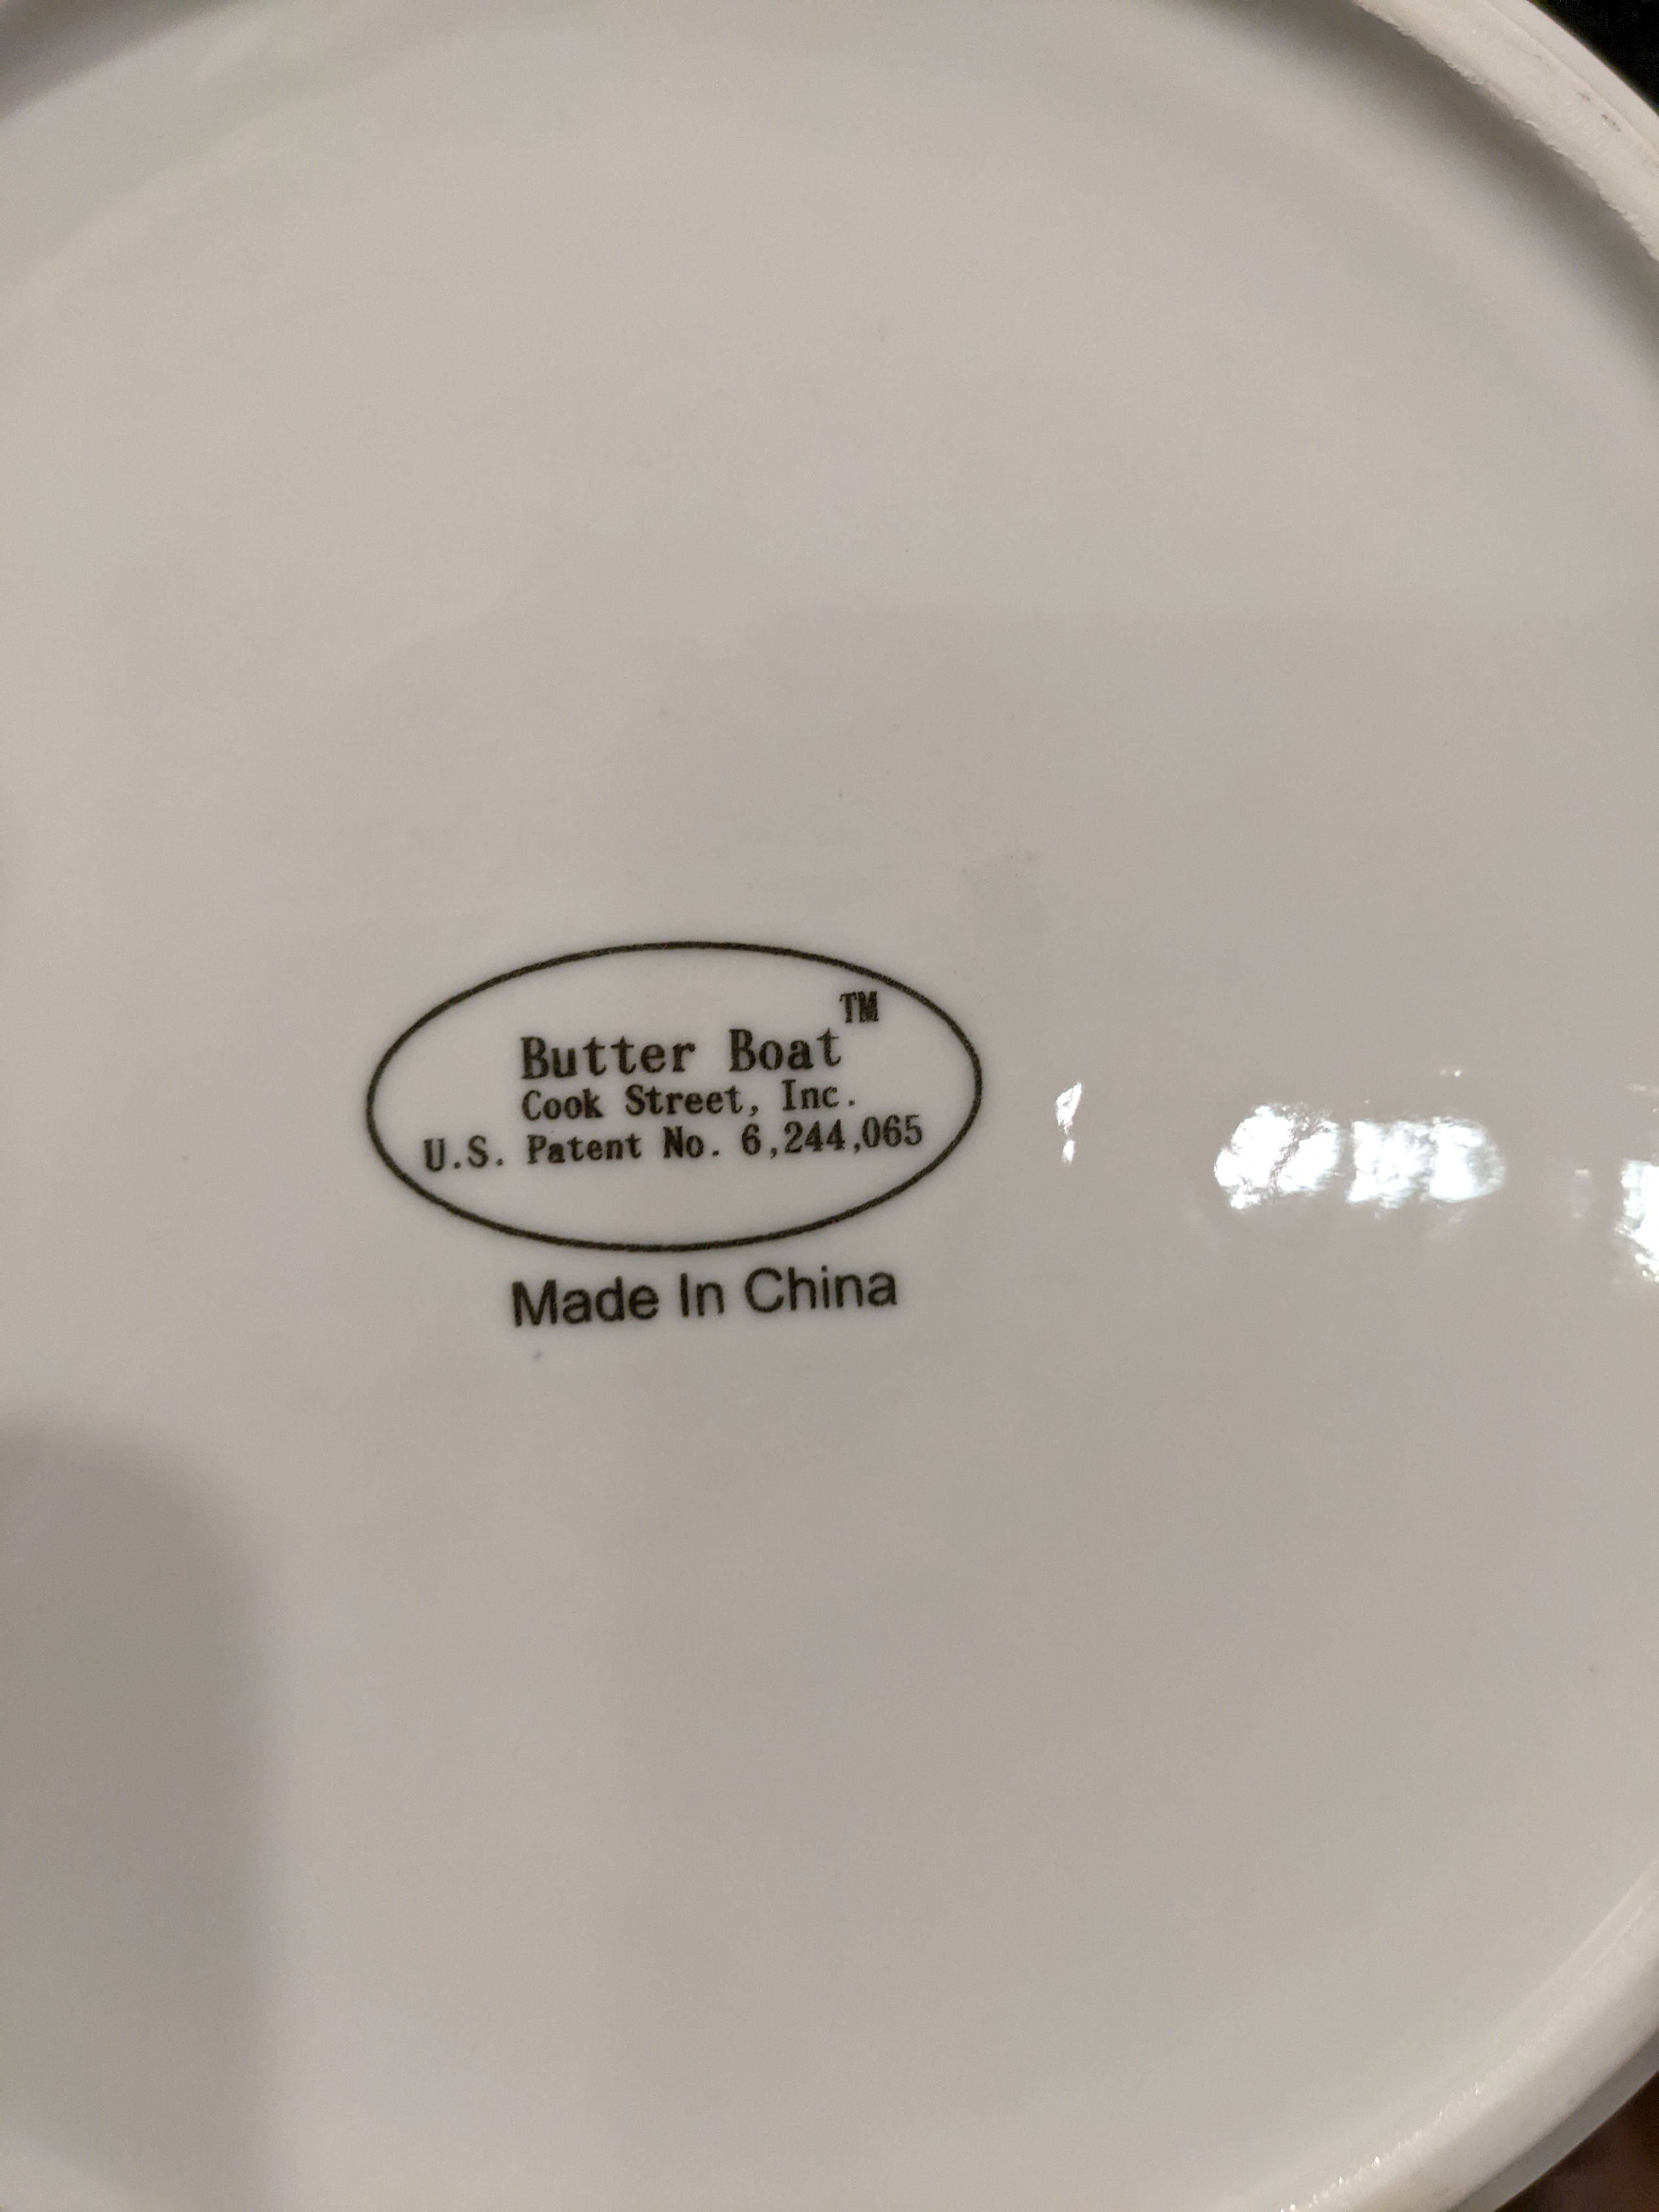 Butter Boat™
Cook Street, Inc.
U.S. Patent No. 6,244,065
Made In China